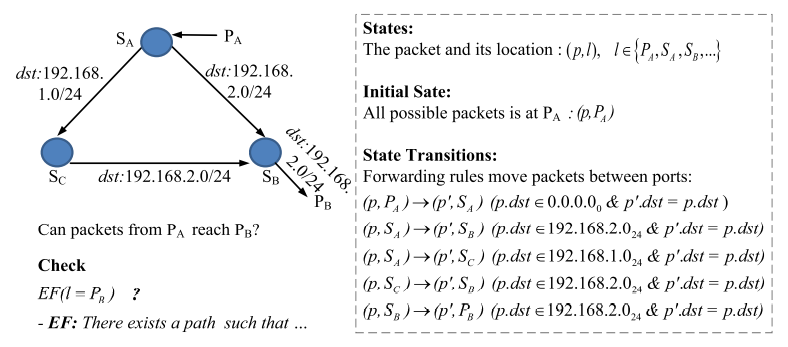 S_A
P_A
dst:192.168.
1.0/24
dst:192.168.
2.0/24
dst:192.168.
2.0/24
S_C
dst:192.168.2.0/24
S_B
P_B
Can packets from P_A reach P_B?
Check
EF(l = P_B) ?
- EF: There exists a path such that …
States:
The packet and its location : (p,l), l∈{P_A,S_A,S_B,...}
Initial Sate:
All possible packets is at P_A : (p,P_A)
State Transitions:
Forwarding rules move packets between ports:
(p, P_A)→(p', S_A) (p.dst ∈ 0.0.0.0_0 & p'.dst = p.dst )
(p, S_A)→(p', S_B) (p.dst ∈ 192.168.2.0_24 & p'.dst = p.dst)
(p, S_A)→(p', S_C) (p.dst ∈ 192.168.1.0_24 & p'.dst = p.dst)
(p, S_C)→(p', S_B) (p.dst ∈ 192.168.2.0_24 & p'.dst = p.dst)
(p, S_B)→(p', P_B) (p.dst ∈ 192.168.2.0_24 & p'.dst = p.dst)